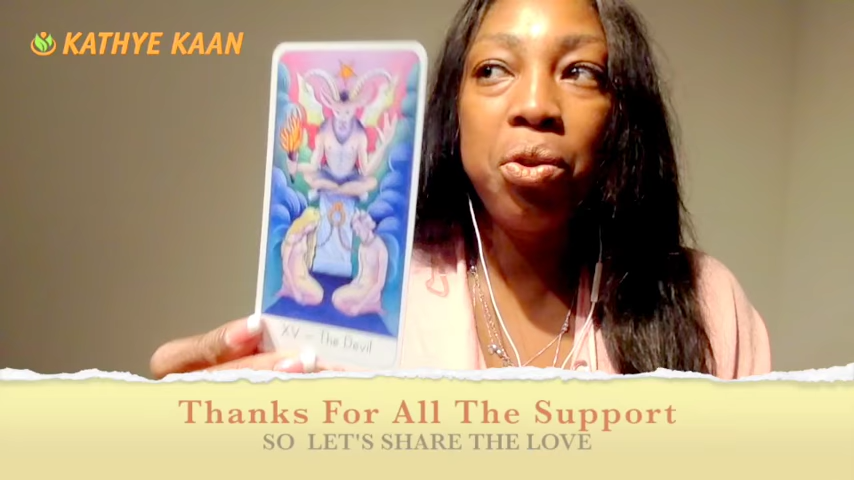 KATHYE KAAN
XV — The Devil
Thanks For All The Support
SO LET'S SHARE THE LOVE